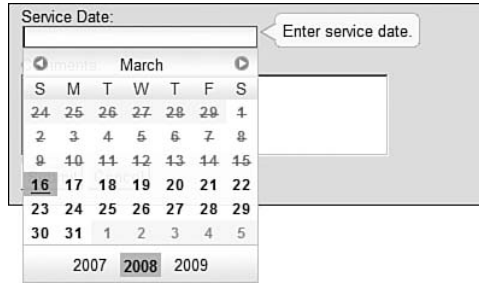 Service Date:
Enter service date.
March
S M T W T F S
24 25 26 27 28 29 1
2 3 4 5 6 7 8
9 10 11 12 13 14 15
16 17 18 19 20 21 22
23 24 25 26 27 28 29
30 31 1 2 3 4 5
2007 2008 2009